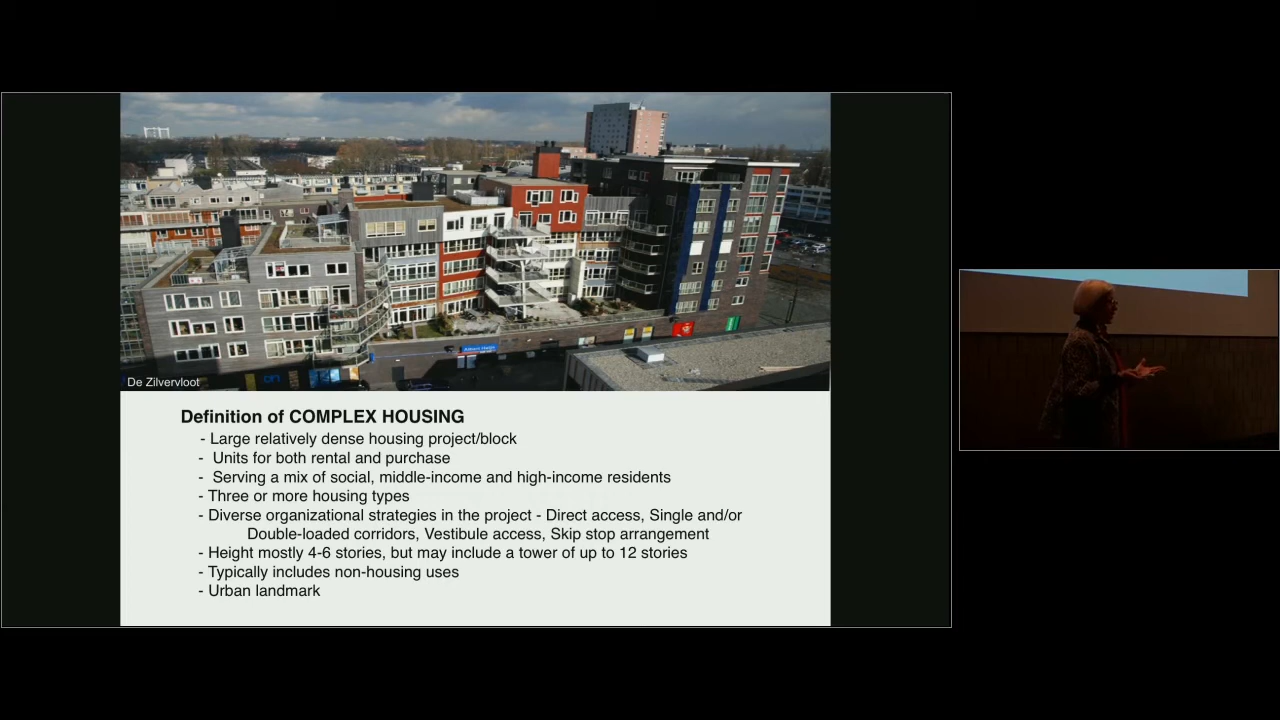 De Zilvervloot
Definition of COMPLEX HOUSING
- Large relatively dense housing project/block
- Units for both rental and purchase
- Serving a mix of social, middle-income and high-income residents
- Three or more housing types
- Diverse organizational strategies in the project - Direct access, Single and/or
Double-loaded corridors, Vestibule access, Skip stop arrangement
- Height mostly 4-6 stories, but may include a tower of up to 12 stories
- Typically includes non-housing uses
- Urban landmark